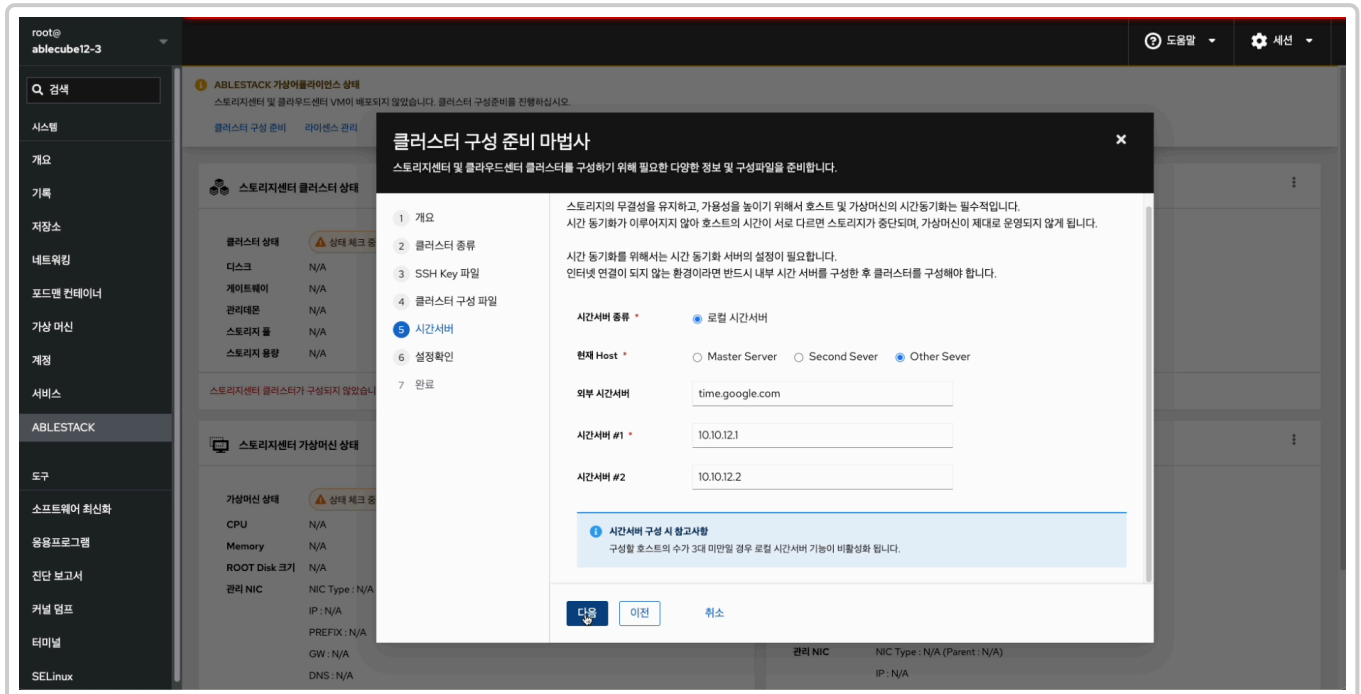 root@
ablecube12-3
도움말
세션
검색
시스템
개요
기록
저장소
네트워킹
포드맨 컨테이너
가상 머신
계정
서비스
ABLESTACK
도구
소프트웨어 최신화
응용프로그램
진단 보고서
커널 덤프
터미널
SELinux
ABLESTACK 가상어플라이언스 상태
스토리지센터 및 클라우드센터 VM이 배포되지 않았습니다. 클러스터 구성준비를 진행하십시오.
클러스터 구성 준비 라이센스 관리
스토리지센터 클러스터 상태
클러스터 상태 상태 체크 중
디스크 N/A
게이트웨이 N/A
관리데몬 N/A
스토리지 풀 N/A
스토리지 용량 N/A
스토리지센터 클러스터가 구성되지 않았습니
스토리지센터 가상머신 상태
가상머신 상태 상태 체크 중
CPU N/A
Memory N/A
ROOT Disk 크기 N/A
관리 NIC NIC Type : N/A
IP : N/A
PREFIX : N/A
GW : N/A
DNS : N/A
관리 NIC NIC Type : N/A (Parent : N/A)
IP : N/A
클러스터 구성 준비 마법사
스토리지센터 및 클라우드센터 클러스터를 구성하기 위해 필요한 다양한 정보 및 구성파일을 준비합니다.
1 개요
2 클러스터 종류
3 SSH Key 파일
4 클러스터 구성 파일
5 시간서버
6 설정확인
7 완료
스토리지의 무결성을 유지하고, 가용성을 높이기 위해서 호스트 및 가상머신의 시간동기화는 필수적입니다.
시간 동기화가 이루어지지 않아 호스트의 시간이 서로 다르면 스토리지가 중단되며, 가상머신이 제대로 운영되지 않게 됩니다.
시간 동기화를 위해서는 시간 동기화 서버의 설정이 필요합니다.
인터넷 연결이 되지 않는 환경이라면 반드시 내부 시간 서버를 구성한 후 클러스터를 구성해야 합니다.
시간서버 종류 * 로컬 시간서버
현재 Host * Master Server Second Sever Other Sever
외부 시간서버 time.google.com
시간서버 #1 * 10.10.12.1
시간서버 #2 10.10.12.2
시간서버 구성 시 참고사항
구성할 호스트의 수가 3대 미만일 경우 로컬 시간서버 기능이 비활성화 됩니다.
다음 이전 취소